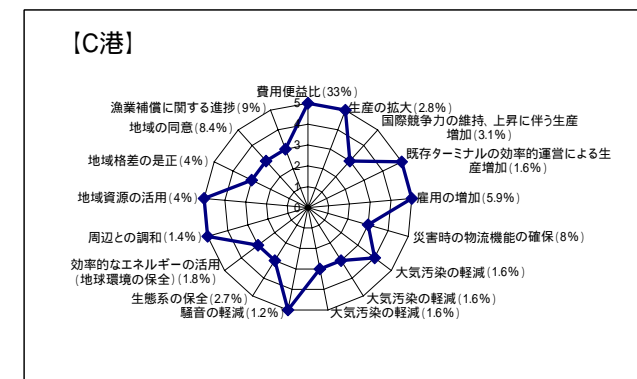 【C港】
費用便益比(33%)
生産の拡大(2.8%)
国際競争力の維持、上昇に伴う生産
増加(3.1%)
既存ターミナルの効率的運営による生
産増加(1.6%)
雇用の増加(5.9%)
災害時の物流機能の確保(8%)
大気汚染の軽減(1.6%)
大気汚染の軽減(1.6%)
大気汚染の軽減(1.6%)
騒音の軽減(1.2%)
生態系の保全(2.7%)
効率的なエネルギーの活用
(地球環境の保全)(1.8%)
周辺との調和(1.4%)
地域資源の活用(4%)
地域格差の是正(4%)
地域の同意(8.4%)
漁業補償に関する進捗(9%)
5
4
3
2
1
0